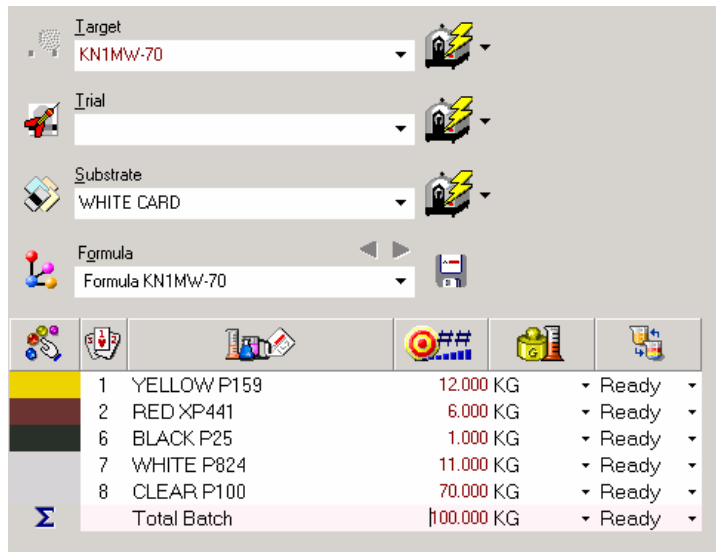 Target
KN1MW-70
Trial
Substrate
WHITE CARD
Formula
Formula KN1MW-70
##
G
1 YELLOW P159 12.000 KG Ready
2 RED XP441 6.000 KG Ready
6 BLACK P25 1.000 KG Ready
7 WHITE P824 11.000 KG Ready
8 CLEAR P100 70.000 KG Ready
Σ Total Batch 100.000 KG Ready